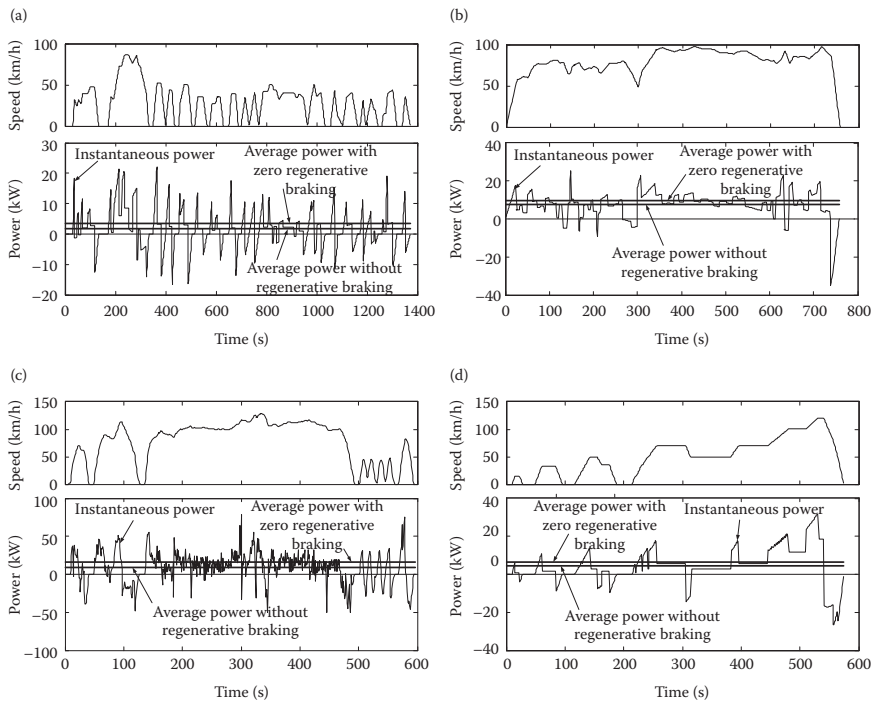 (a)
100
50
0
Speed (km/h)
30
20
10
0
−10
−20
Power (kW)
Instantaneous power
Average power with
zero regenerative
braking
Average power without
regenerative braking
0 200 400 600 800 1000 1200 1400
Time (s)
(b)
100
50
0
Speed (km/h)
40
20
0
−20
−40
Power (kW)
Instantaneous power
Average power with
zero regenerative
braking
Average power without
regenerative braking
0 100 200 300 400 500 600 700 800
Time (s)
(c)
150
100
50
0
Speed (km/h)
100
50
0
−50
−100
Power (kW)
Instantaneous power
Average power with
zero regenerative
braking
Average power without
regenerative braking
0 100 200 300 400 500 600
Time (s)
(d)
150
100
50
0
Speed (km/h)
40
20
0
−20
−40
Power (kW)
Average power with
zero regenerative
braking
Instantaneous power
Average power without
regenerative braking
0 100 200 300 400 500 600
Time (s)